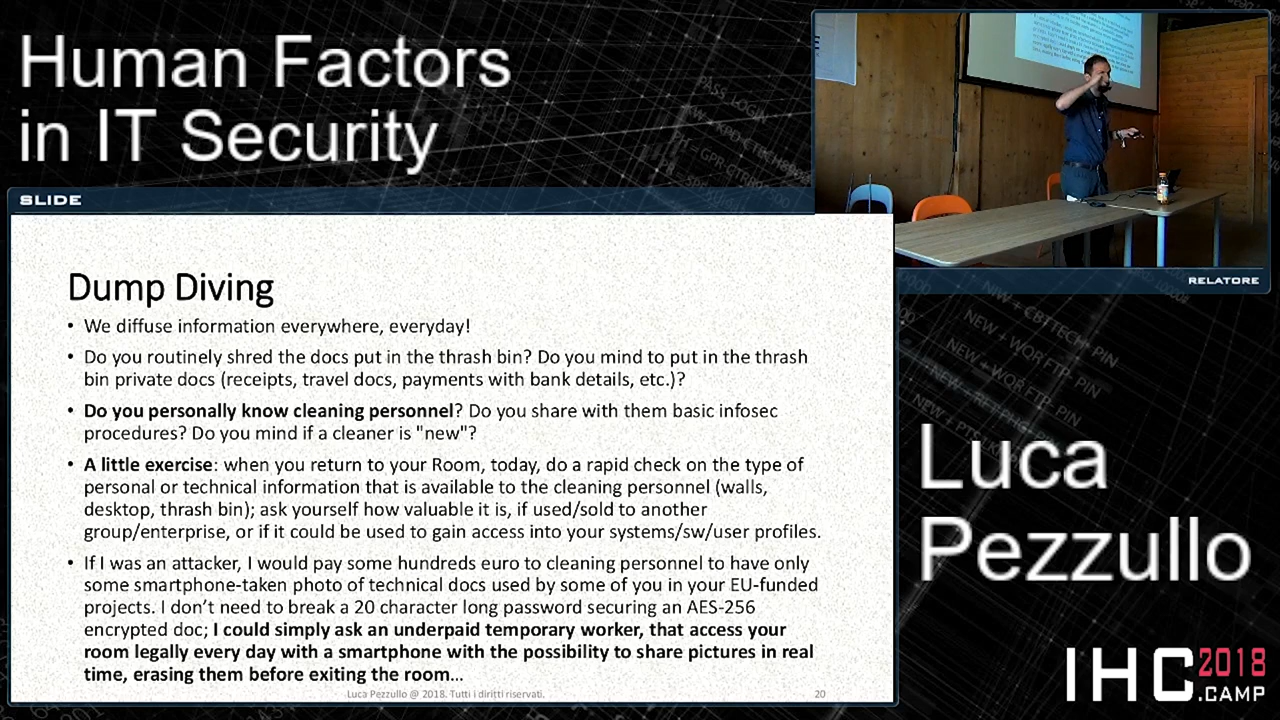 Human Factors
in IT Security
SLIDE
RELATORE
Dump Diving
• We diffuse information everywhere, everyday!
• Do you routinely shred the docs put in the thrash bin? Do you mind to put in the thrash
bin private docs (receipts, travel docs, payments with bank details, etc.)?
• Do you personally know cleaning personnel? Do you share with them basic infosec
procedures? Do you mind if a cleaner is "new"?
• A little exercise: when you return to your Room, today, do a rapid check on the type of
personal or technical information that is available to the cleaning personnel (walls,
desktop, thrash bin); ask yourself how valuable it is, if used/sold to another
group/enterprise, or if it could be used to gain access into your systems/sw/user profiles.
• If I was an attacker, I would pay some hundreds euro to cleaning personnel to have only
some smartphone-taken photo of technical docs used by some of you in your EU-funded
projects. I don’t need to break a 20 character long password securing an AES-256
encrypted doc; I could simply ask an underpaid temporary worker, that access your
room legally every day with a smartphone with the possibility to share pictures in real
time, erasing them before exiting the room…
Luca Pezzullo @ 2018. Tutti i diritti riservati.
20
NEW + CBTTECH+ PIN
NEW + WOR FTP- PIN
NEW + WOR FTP- PIN
Luca
Pezzullo
IHC 2018
.CAMP